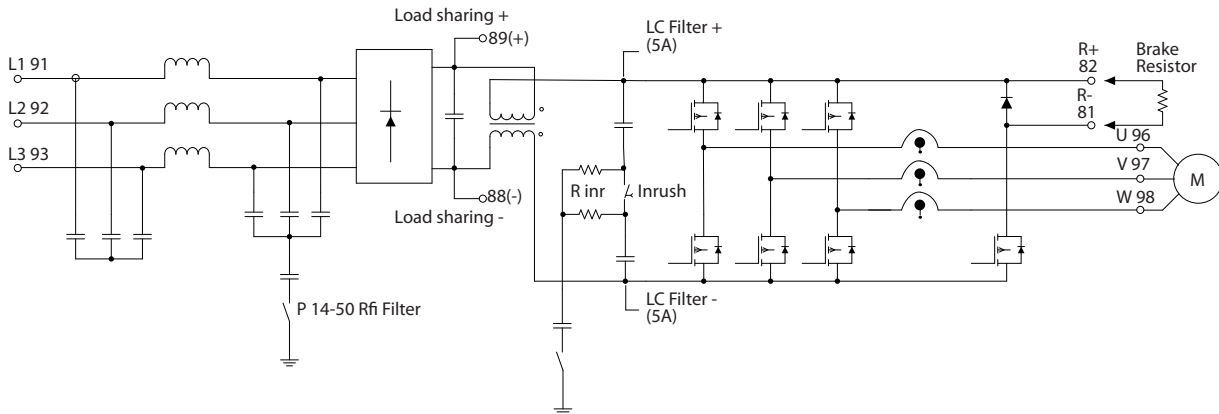 Load sharing +
89(+)
LC Filter +
(5A)
R+
82
Brake
Resistor
L1 91
L2 92
L3 93
R-
81
U 96
V 97
W 98
M
R inr
Inrush
88(-)
Load sharing -
P 14-50 Rfi Filter
LC Filter -
(5A)